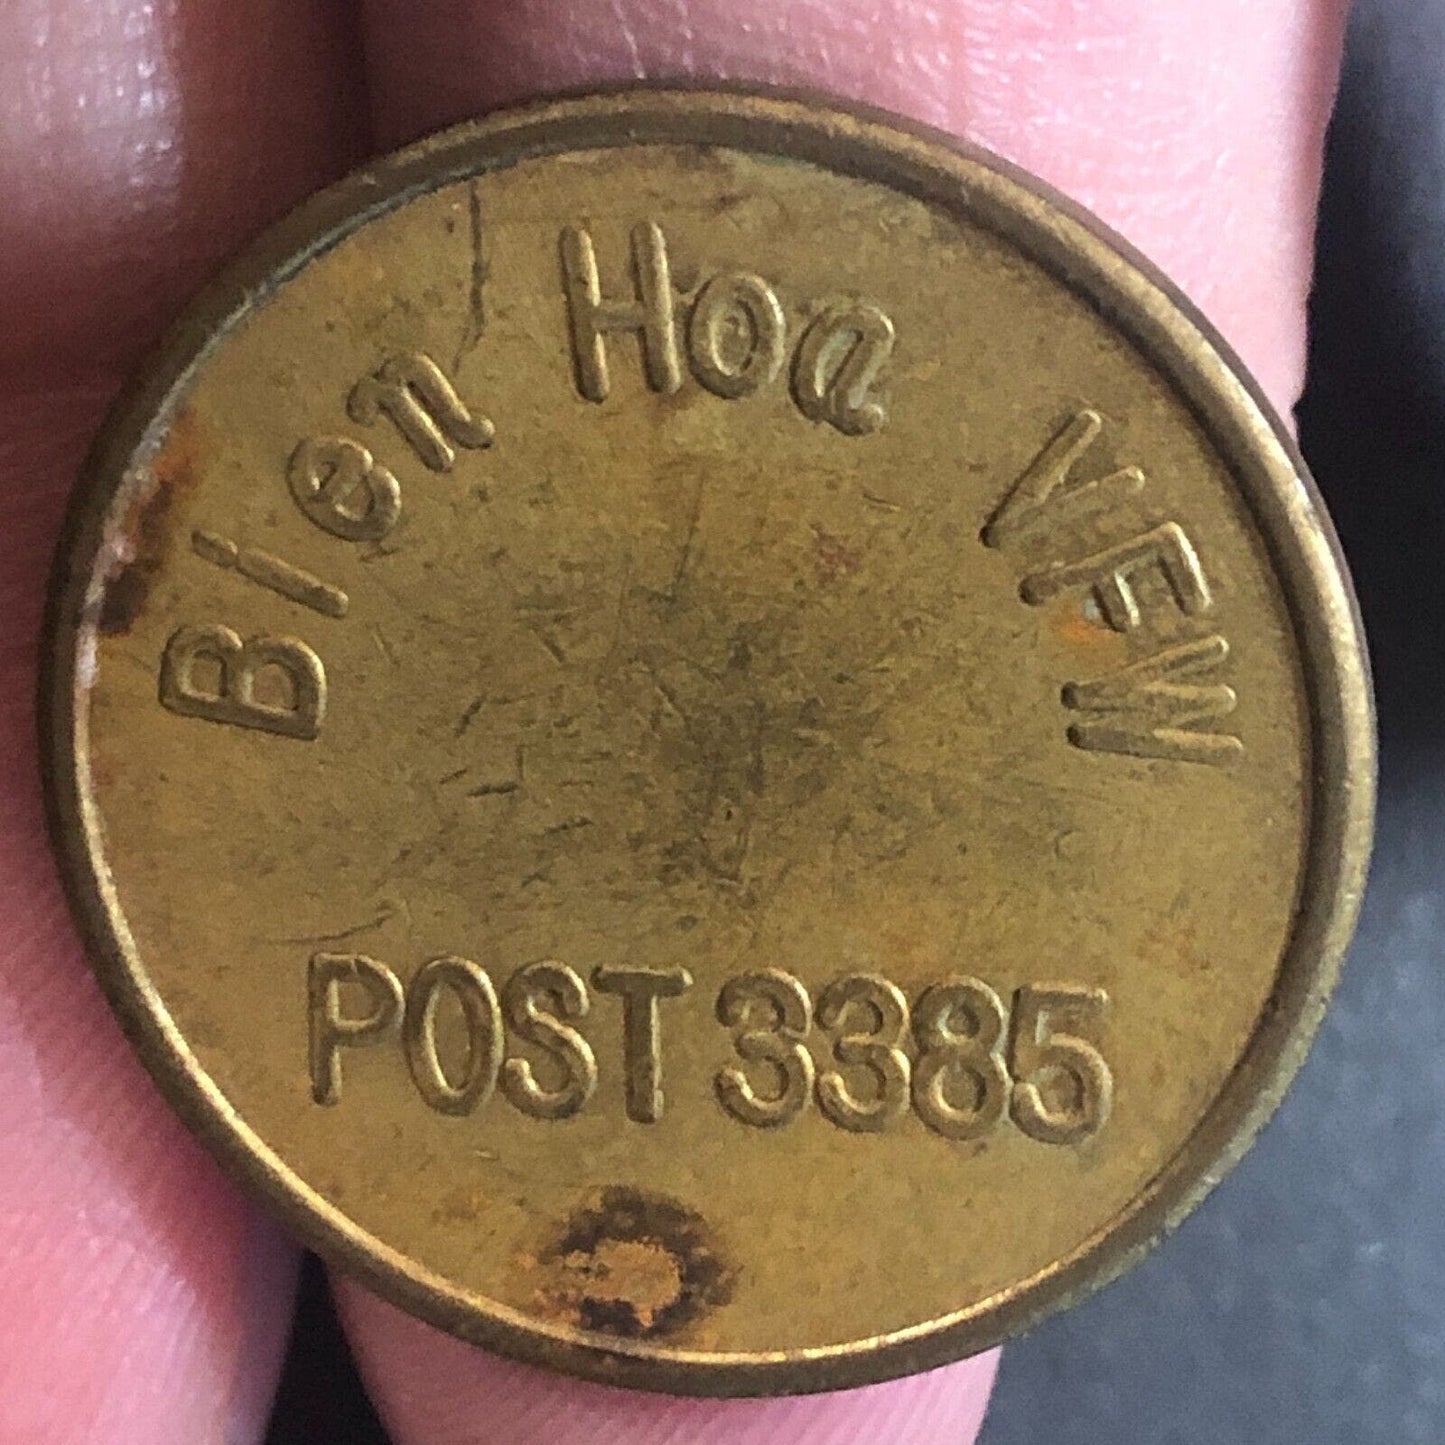 Bien Hoa VFW
POST 3385